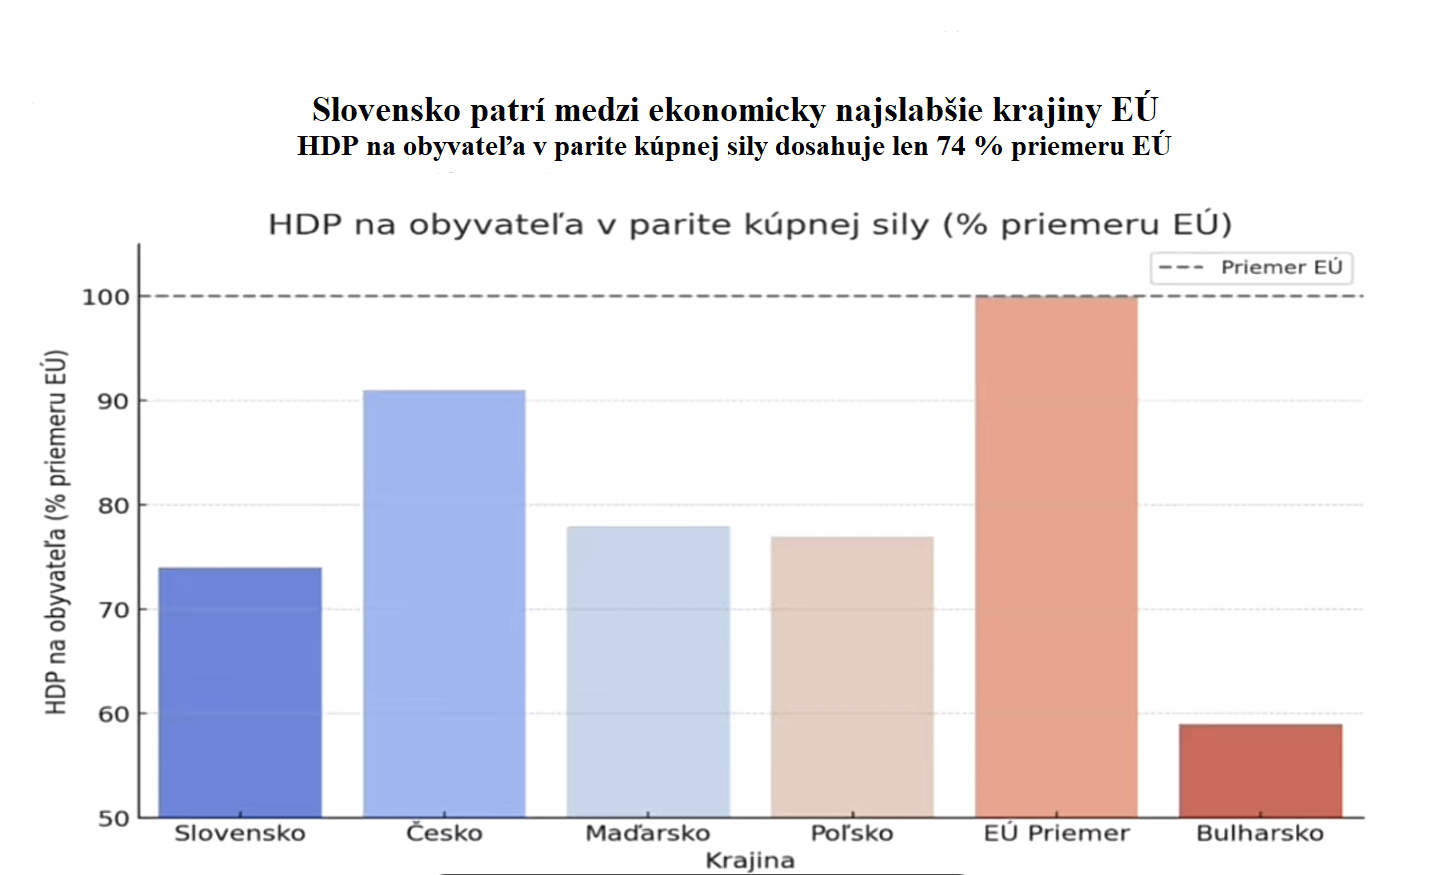 Slovensko patrí medzi ekonomicky najslabšie krajiny EÚ
HDP na obyvateľa v parite kúpnej sily dosahuje len 74 % priemeru EÚ
HDP na obyvateľa v parite kúpnej sily (% priemeru EÚ)
Priemer EÚ
HDP na obyvateľa (% priemeru EÚ)
100
90
80
70
60
50
Slovensko Česko Maďarsko Poľsko EÚ Priemer Bulharsko
Krajina